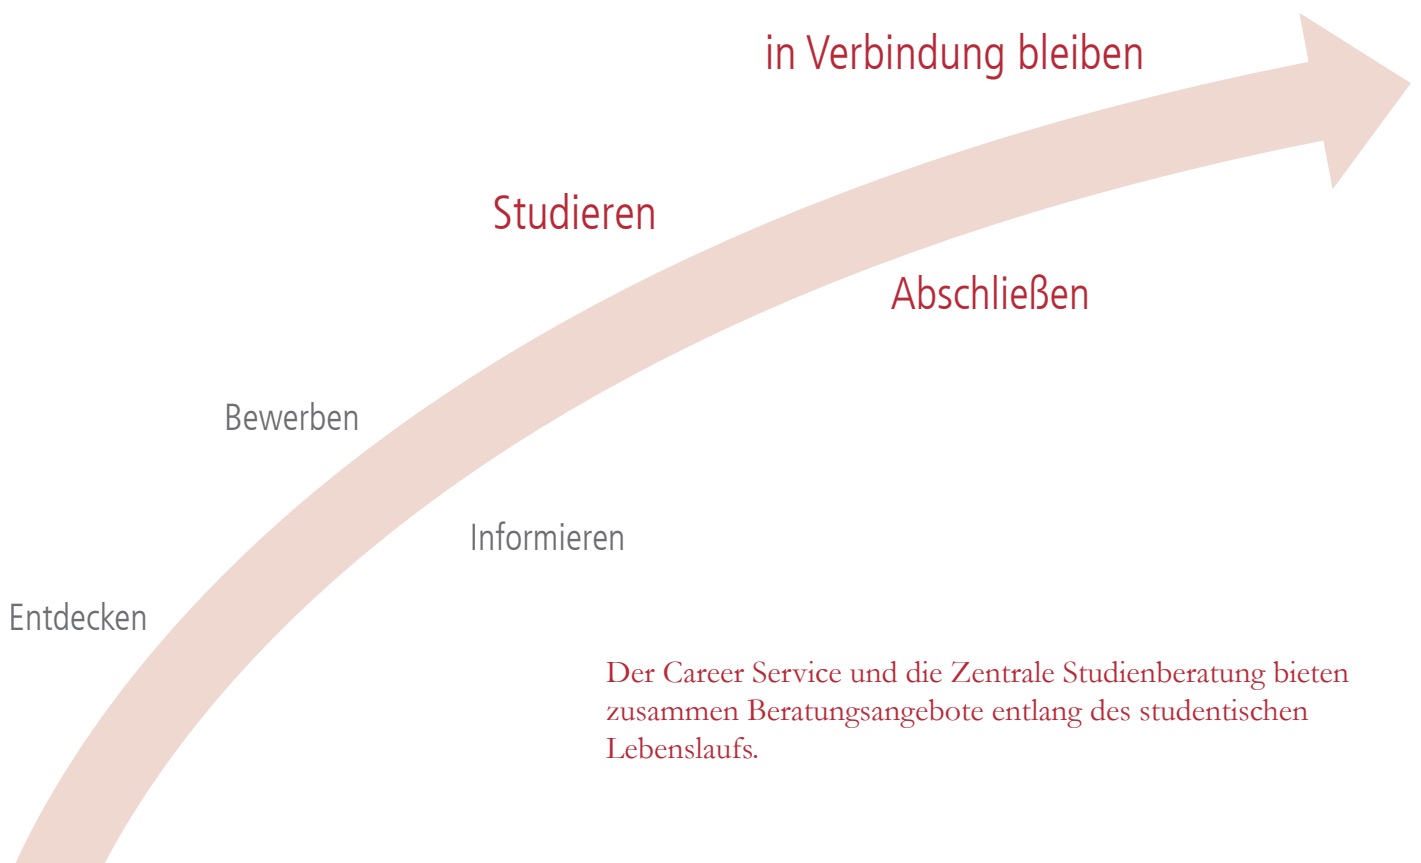 in Verbindung bleiben
Studieren
Abschließen
Bewerben
Informieren
Entdecken
Der Career Service und die Zentrale Studienberatung bieten
zusammen Beratungsangebote entlang des studentischen
Lebenslaufs.